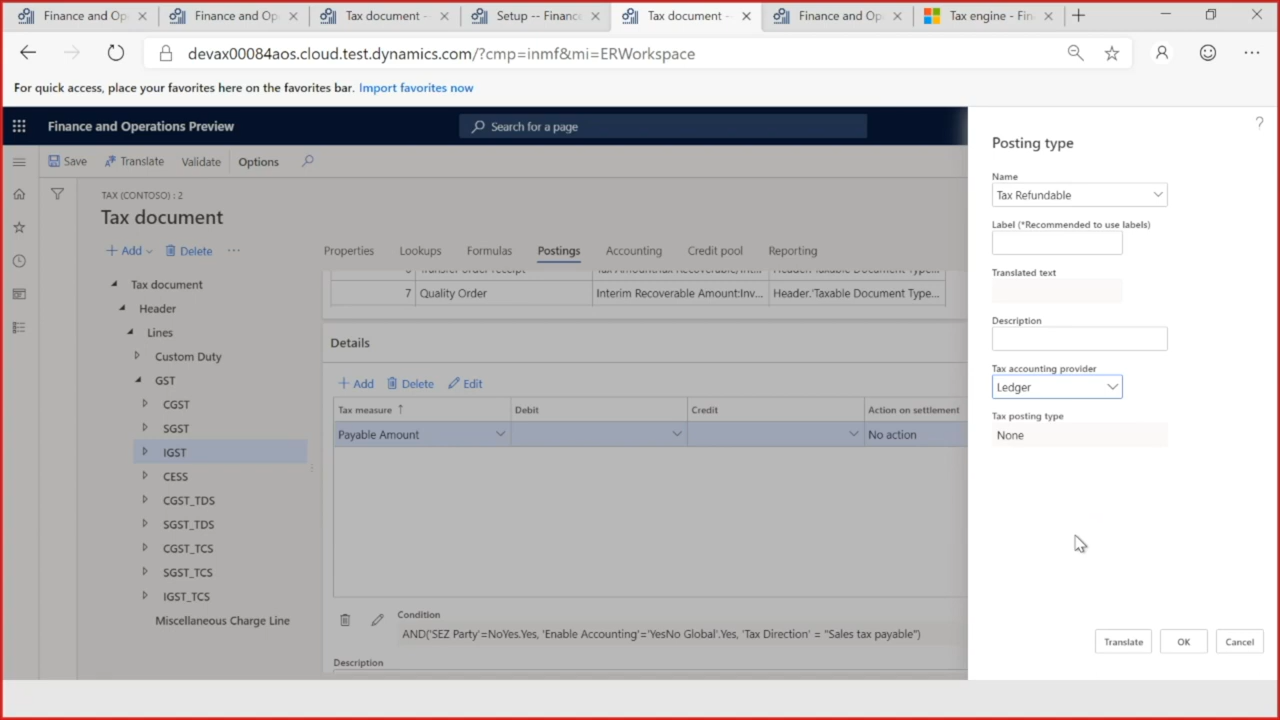 Finance and Op
Finance and Op
Tax document -
Setup -- Financ
Tax document --
Finance and Op
Tax engine - Fin
devax00084aos.cloud.test.dynamics.com/?cmp=inmf&mi=ERWorkspace
For quick access, place your favorites here on the favorites bar. Import favorites now
Finance and Operations Preview
Search for a page
?
Save Translate Validate Options
TAX (CONTOSO) : 2
Tax document
Add Delete ...
Properties Lookups Formulas Postings Accounting Credit pool Reporting
Tax document
Header
Lines
Custom Duty
GST
CGST
SGST
IGST
CESS
CGST_TDS
SGST_TDS
CGST_TCS
SGST_TCS
IGST_TCS
Miscellaneous Charge Line
7 Quality Order Interim Recoverable Amount:Inv... Header.'Taxable Document Type...
Details
Add Delete Edit
Tax measure ↑ Debit Credit Action on settlement
Payable Amount No action
Condition
AND('SEZ Party'=NoYes.Yes, 'Enable Accounting'='YesNo Global'.Yes, 'Tax Direction' = "Sales tax payable")
Description
Posting type
Name
Tax Refundable
Label (*Recommended to use labels)
Translated text
Description
Tax accounting provider
Ledger
Tax posting type
None
Translate OK Cancel